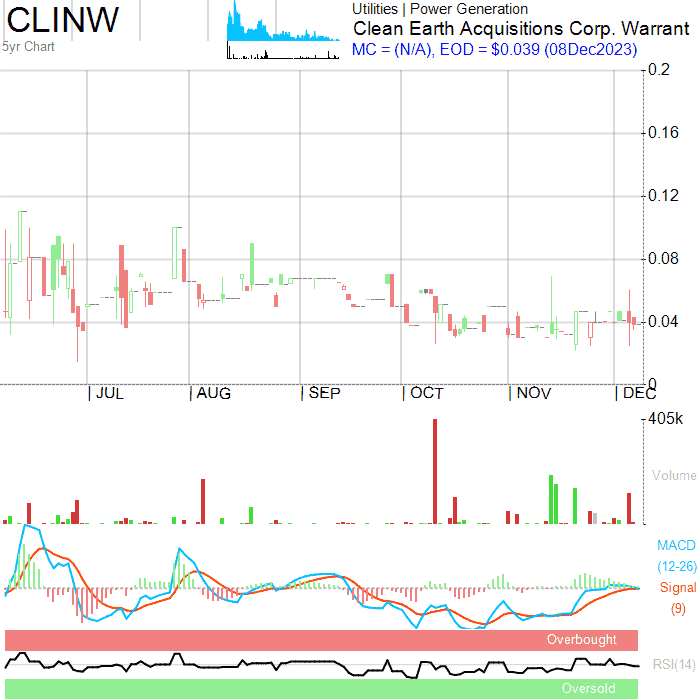 CLINW
5yr Chart
Utilities | Power Generation
Clean Earth Acquisitions Corp. Warrant
MC = (N/A), EOD = $0.039 (08Dec2023)
0.2
0.16
0.12
0.08
0.04
0
JUL
AUG
SEP
OCT
NOV
DEC
405k
Volume
MACD
(12-26)
Signal
(9)
Overbought
RSI(14)
Oversold